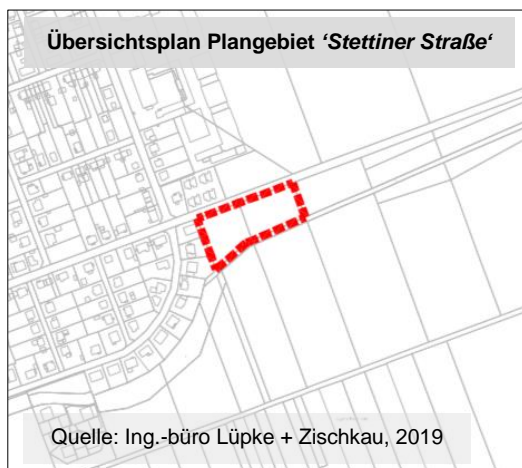 Übersichtsplan Plangebiet ‘Stettiner Straße‘
Quelle: Ing.-büro Lüpke + Zischkau, 2019